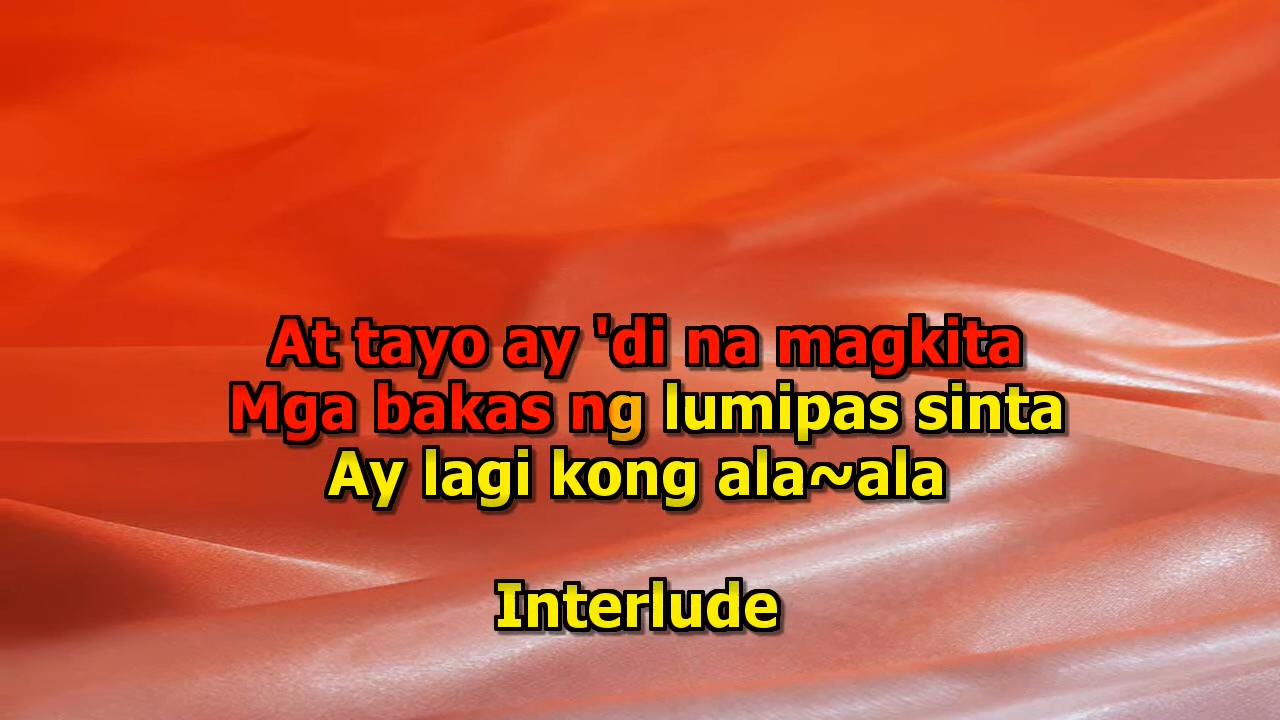 At tayo ay 'di na magkita
Mga bakas ng lumipas sinta
Ay lagi kong ala~ala
Interlude